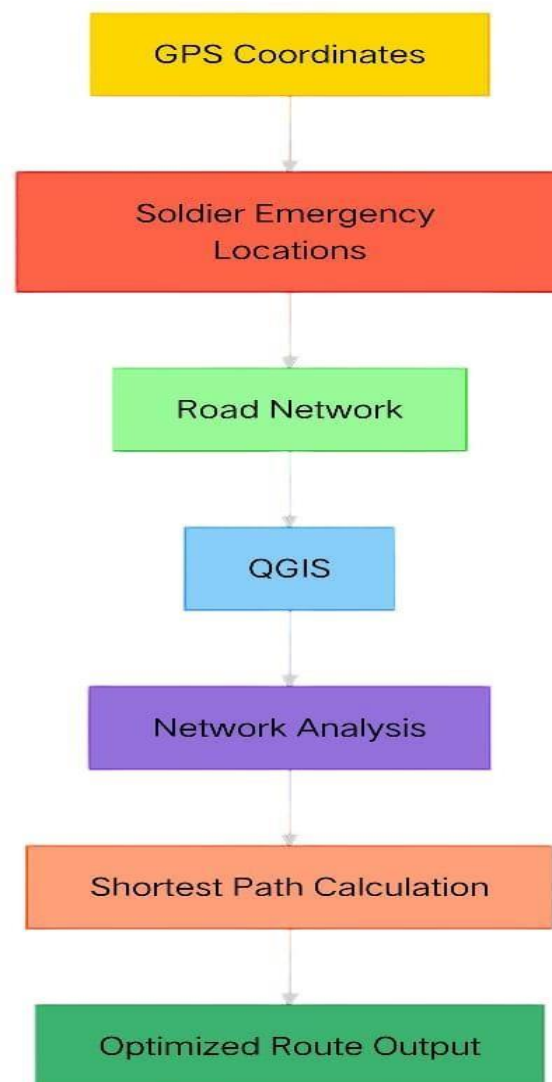 GPS Coordinates
Soldier Emergency
Locations
Road Network
QGIS
Network Analysis
Shortest Path Calculation
Optimized Route Output